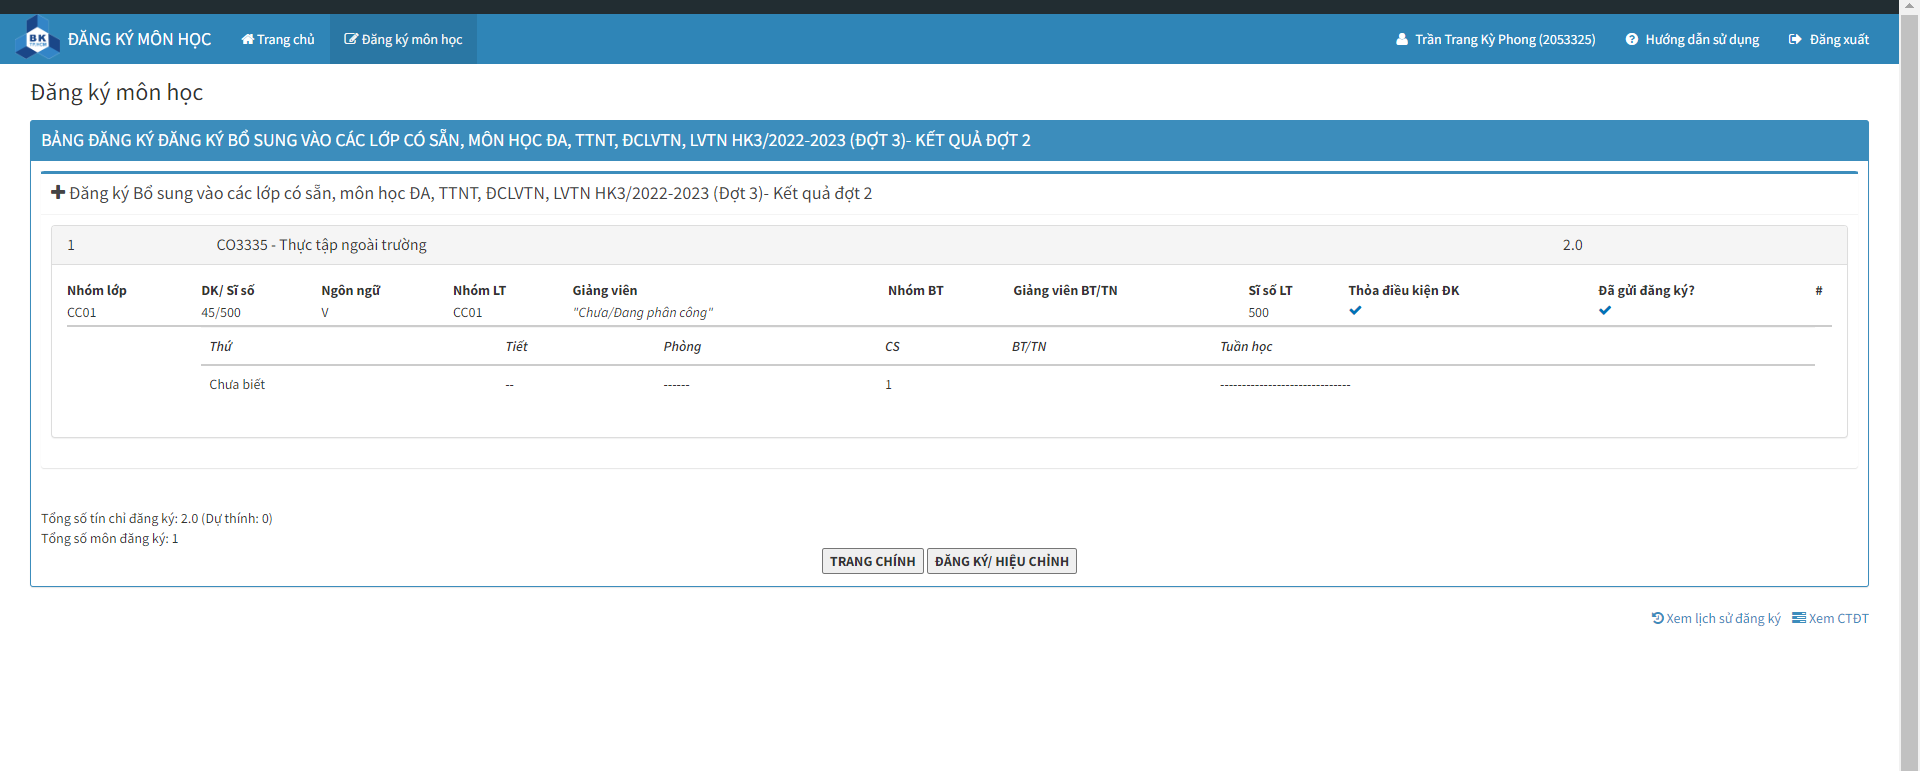 BK
TP.HCM
ĐĂNG KÝ MÔN HỌC Trang chủ Đăng ký môn học Trần Trang Kỳ Phong (2053325) Hướng dẫn sử dụng Đăng xuất
Đăng ký môn học
BẢNG ĐĂNG KÝ ĐĂNG KÝ BỔ SUNG VÀO CÁC LỚP CÓ SẴN, MÔN HỌC ĐA, TTNT, ĐCLVTN, LVTN HK3/2022-2023 (ĐỢT 3)- KẾT QUẢ ĐỢT 2
Đăng ký Bổ sung vào các lớp có sẵn, môn học ĐA, TTNT, ĐCLVTN, LVTN HK3/2022-2023 (Đợt 3)- Kết quả đợt 2
1 CO3335 - Thực tập ngoài trường 2.0
Nhóm lớp DK/ Sĩ số Ngôn ngữ Nhóm LT Giảng viên Nhóm BT Giảng viên BT/TN Sĩ số LT Thỏa điều kiện ĐK Đã gửi đăng ký? #
CC01 45/500 V CC01 "Chưa/Đang phân công" 500
Thứ Tiết Phòng CS BT/TN Tuần học
Chưa biết -- ------ 1 ------------------------------
Tổng số tín chỉ đăng ký: 2.0 (Dự thính: 0)
Tổng số môn đăng ký: 1
TRANG CHÍNH ĐĂNG KÝ/ HIỆU CHỈNH
Xem lịch sử đăng ký Xem CTĐT